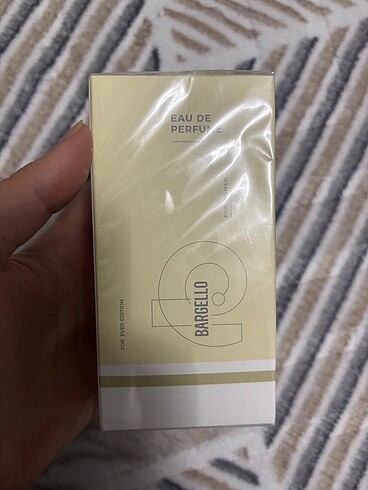 EAU DE
PERFUME
BARGELLO
FOR EVER EDITION